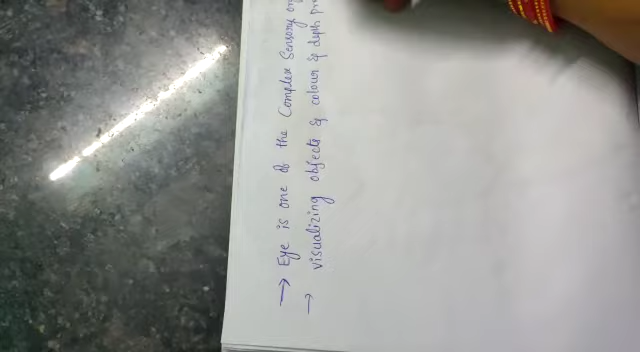 → Eye is one of the Complex Sensory
→ visualizing objects & colour & depth